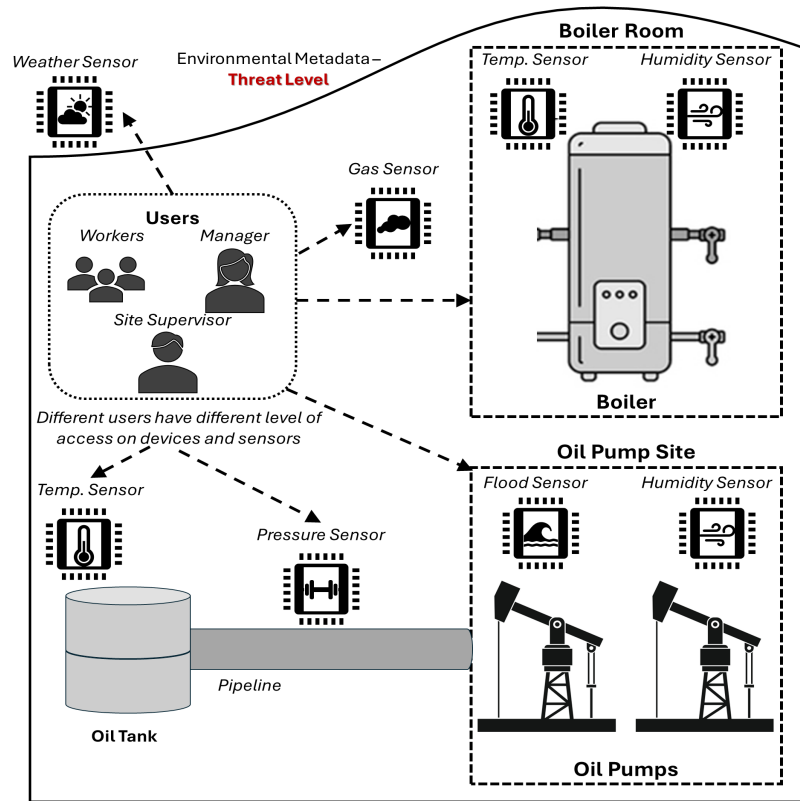 Boiler Room
Weather Sensor
Environmental Metadata –
Threat Level
Temp. Sensor
Humidity Sensor
Gas Sensor
Users
Workers
Manager
Site Supervisor
Boiler
Different users have different level of
access on devices and sensors
Oil Pump Site
Temp. Sensor
Flood Sensor
Humidity Sensor
Pressure Sensor
Pipeline
Oil Tank
Oil Pumps